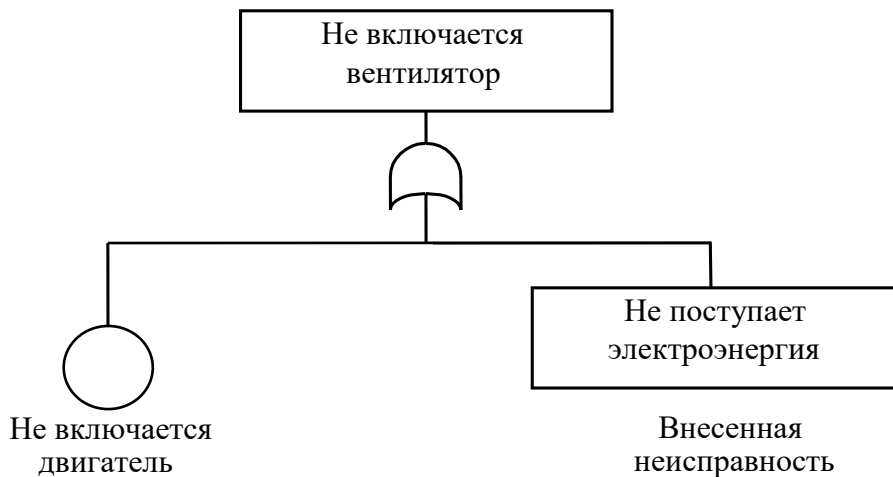 Не включается
вентилятор
Не поступает
электроэнергия
Не включается
двигатель
Внесенная
неисправность